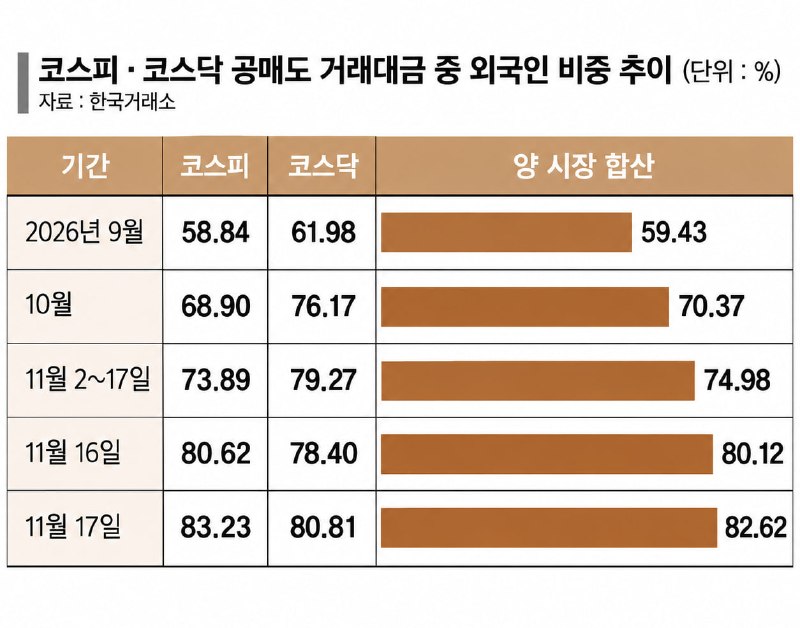 코스피·코스닥 공매도 거래대금 중 외국인 비중 추이 (단위 : %)
자료 : 한국거래소
기간 코스피 코스닥 양 시장 합산
2026년 9월 58.84 61.98 59.43
10월 68.90 76.17 70.37
11월 2~17일 73.89 79.27 74.98
11월 16일 80.62 78.40 80.12
11월 17일 83.23 80.81 82.62